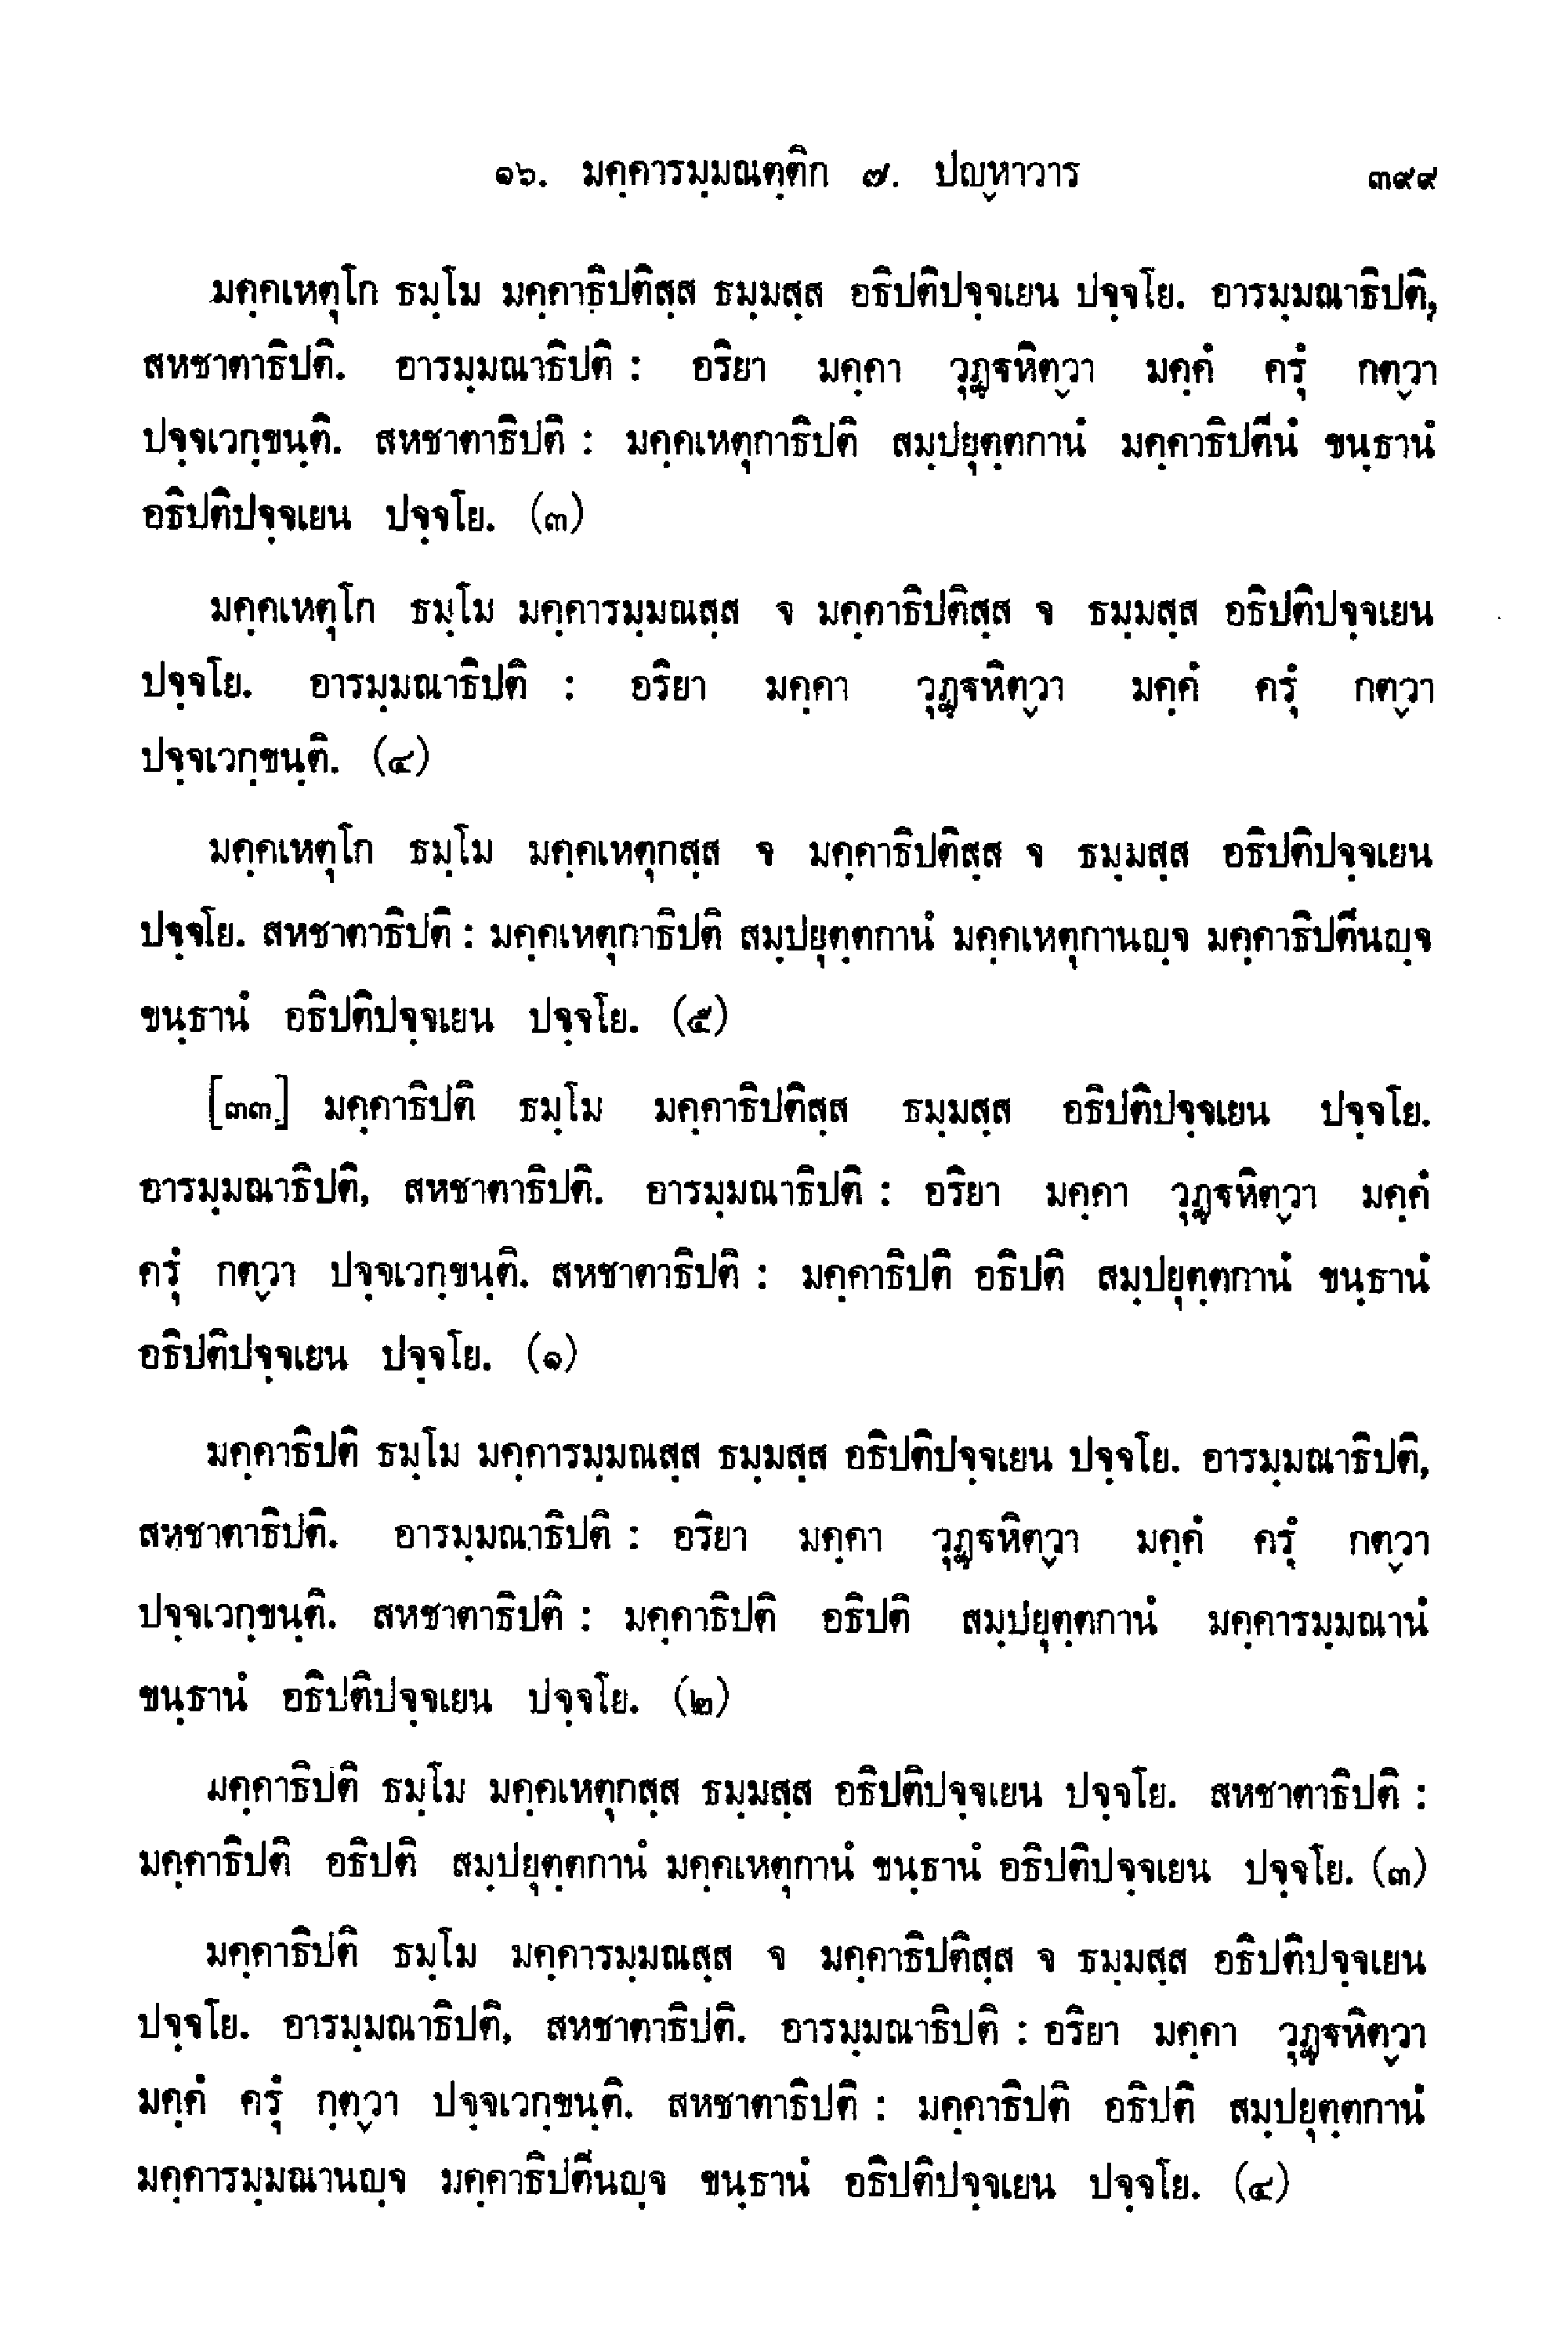 ๑๖. มคฺคารมฺมณตฺติก ๗. ปญฺหาวาร ๓๙๙
มคฺคเหตุโก ธมฺโม มคฺคาธิปติสฺส ธมฺมสฺส อธิปติปจฺจเยน ปจฺจโย. อารมฺมณาธิปติ,
สหชาตาธิปติ. อารมฺมณาธิปติ : อริยา มคฺคา วุฏฺฐหิตฺวา มคฺคํ ครุํ กตฺวา
ปจฺจเวกฺขนฺติ. สหชาตาธิปติ : มคฺคเหตุกาธิปติ สมฺปยุตฺตกานํ มคฺคาธิปตีนํ ขนฺธานํ
อธิปติปจฺจเยน ปจฺจโย. (๓)
มคฺคเหตุโก ธมฺโม มคฺคารมฺมณสฺส จ มคฺคาธิปติสฺส จ ธมฺมสฺส อธิปติปจฺจเยน
ปจฺจโย. อารมฺมณาธิปติ : อริยา มคฺคา วุฏฺฐหิตฺวา มคฺคํ ครุํ กตฺวา
ปจฺจเวกฺขนฺติ. (๔)
มคฺคเหตุโก ธมฺโม มคฺคเหตุกสฺส จ มคฺคาธิปติสฺส จ ธมฺมสฺส อธิปติปจฺจเยน
ปจฺจโย. สหชาตาธิปติ : มคฺคเหตุกาธิปติ สมฺปยุตฺตกานํ มคฺคเหตุกานญฺจ มคฺคาธิปตีนญฺจ
ขนฺธานํ อธิปติปจฺจเยน ปจฺจโย. (๕)
[๓๓] มคฺคาธิปติ ธมฺโม มคฺคาธิปติสฺส ธมฺมสฺส อธิปติปจฺจเยน ปจฺจโย.
อารมฺมณาธิปติ, สหชาตาธิปติ. อารมฺมณาธิปติ : อริยา มคฺคา วุฏฺฐหิตฺวา มคฺคํ
ครุํ กตฺวา ปจฺจเวกฺขนฺติ. สหชาตาธิปติ : มคฺคาธิปติ อธิปติ สมฺปยุตฺตกานํ ขนฺธานํ
อธิปติปจฺจเยน ปจฺจโย. (๑)
มคฺคาธิปติ ธมฺโม มคฺคารมฺมณสฺส ธมฺมสฺส อธิปติปจฺจเยน ปจฺจโย. อารมฺมณาธิปติ,
สหชาตาธิปติ. อารมฺมณาธิปติ : อริยา มคฺคา วุฏฺฐหิตฺวา มคฺคํ ครุํ กตฺวา
ปจฺจเวกฺขนฺติ. สหชาตาธิปติ : มคฺคาธิปติ อธิปติ สมฺปยุตฺตกานํ มคฺคารมฺมณานํ
ขนฺธานํ อธิปติปจฺจเยน ปจฺจโย. (๒)
มคฺคาธิปติ ธมฺโม มคฺคเหตุกสฺส ธมฺมสฺส อธิปติปจฺจเยน ปจฺจโย. สหชาตาธิปติ :
มคฺคาธิปติ อธิปติ สมฺปยุตฺตกานํ มคฺคเหตุกานํ ขนฺธานํ อธิปติปจฺจเยน ปจฺจโย. (๓)
มคฺคาธิปติ ธมฺโม มคฺคารมฺมณสฺส จ มคฺคาธิปติสฺส จ ธมฺมสฺส อธิปติปจฺจเยน
ปจฺจโย. อารมฺมณาธิปติ, สหชาตาธิปติ. อารมฺมณาธิปติ : อริยา มคฺคา วุฏฺฐหิตฺวา
มคฺคํ ครุํ กฺตฺวา ปจฺจเวกฺขนฺติ. สหชาตาธิปติ : มคฺคาธิปติ อธิปติ สมฺปยุตฺตกานํ
มคฺคารมฺมณานญฺจ มคฺคาธิปตีนญฺจ ขนฺธานํ อธิปติปจฺจเยน ปจฺจโย. (๔)